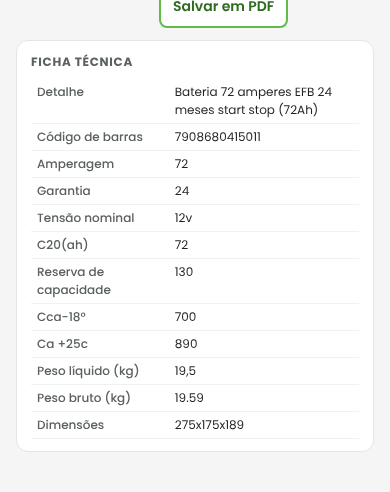 Salvar em PDF
FICHA TÉCNICA
Detalhe Bateria 72 amperes EFB 24
meses start stop (72Ah)
Código de barras 7908680415011
Amperagem 72
Garantia 24
Tensão nominal 12v
C20(ah) 72
Reserva de 130
capacidade
Cca-18º 700
Ca +25c 890
Peso líquido (kg) 19,5
Peso bruto (kg) 19.59
Dimensões 275x175x189